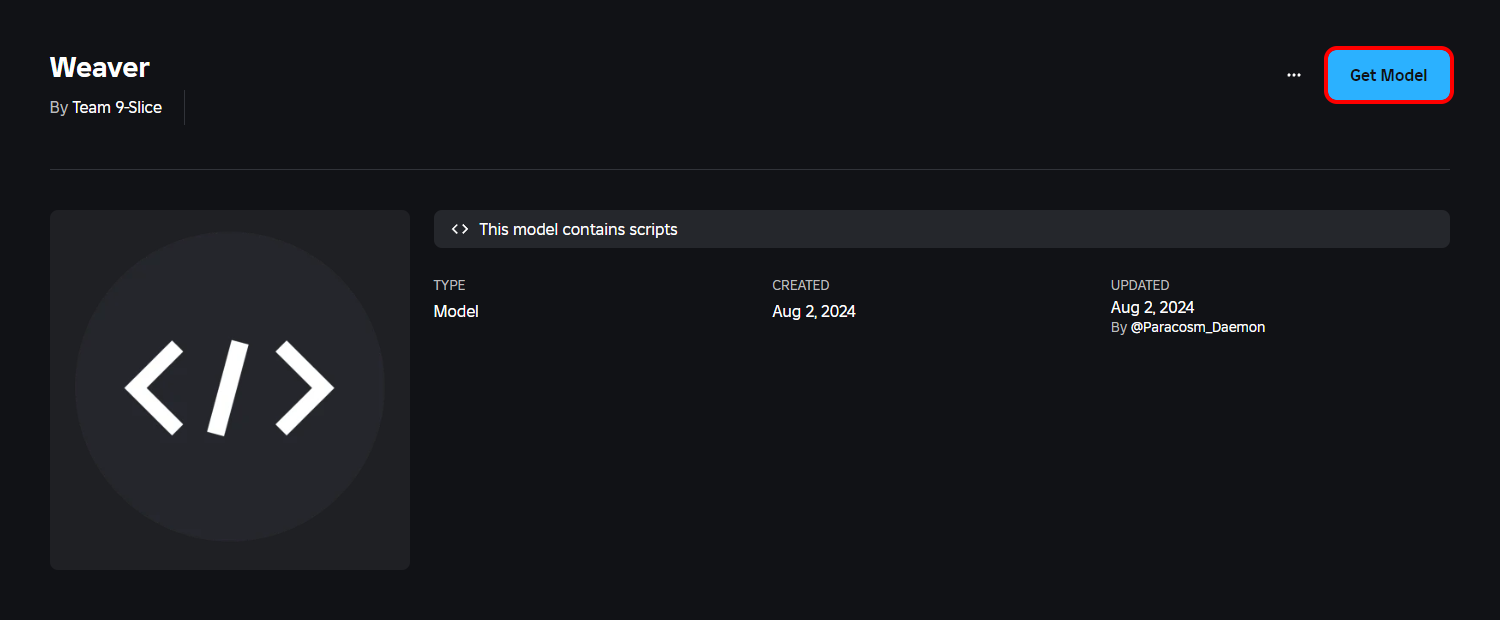 Weaver
By Team 9-Slice
...
Get Model
</>
<> This model contains scripts
TYPE
Model
CREATED
Aug 2, 2024
UPDATED
Aug 2, 2024
By @Paracosm_Daemon